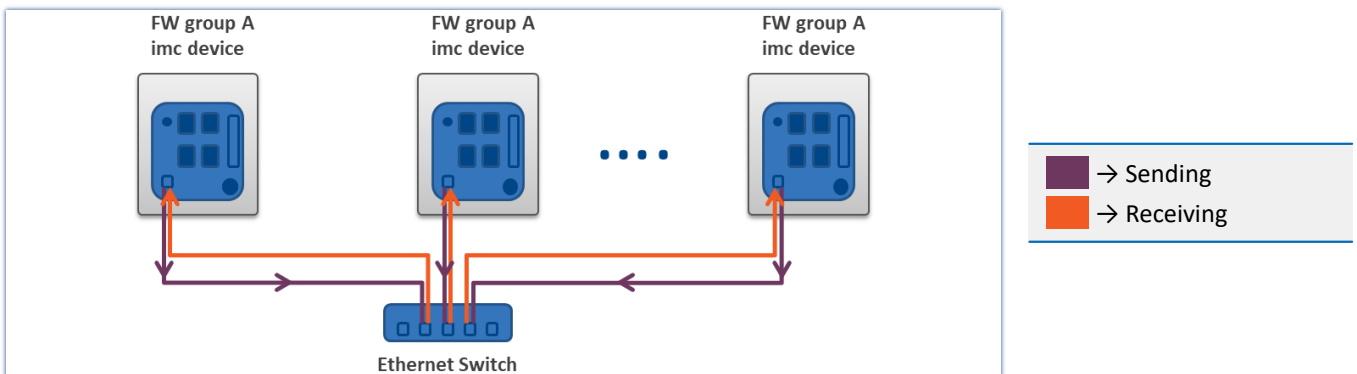 FW group A
imc device
FW group A
imc device
FW group A
imc device
→ Sending
→ Receiving
Ethernet Switch